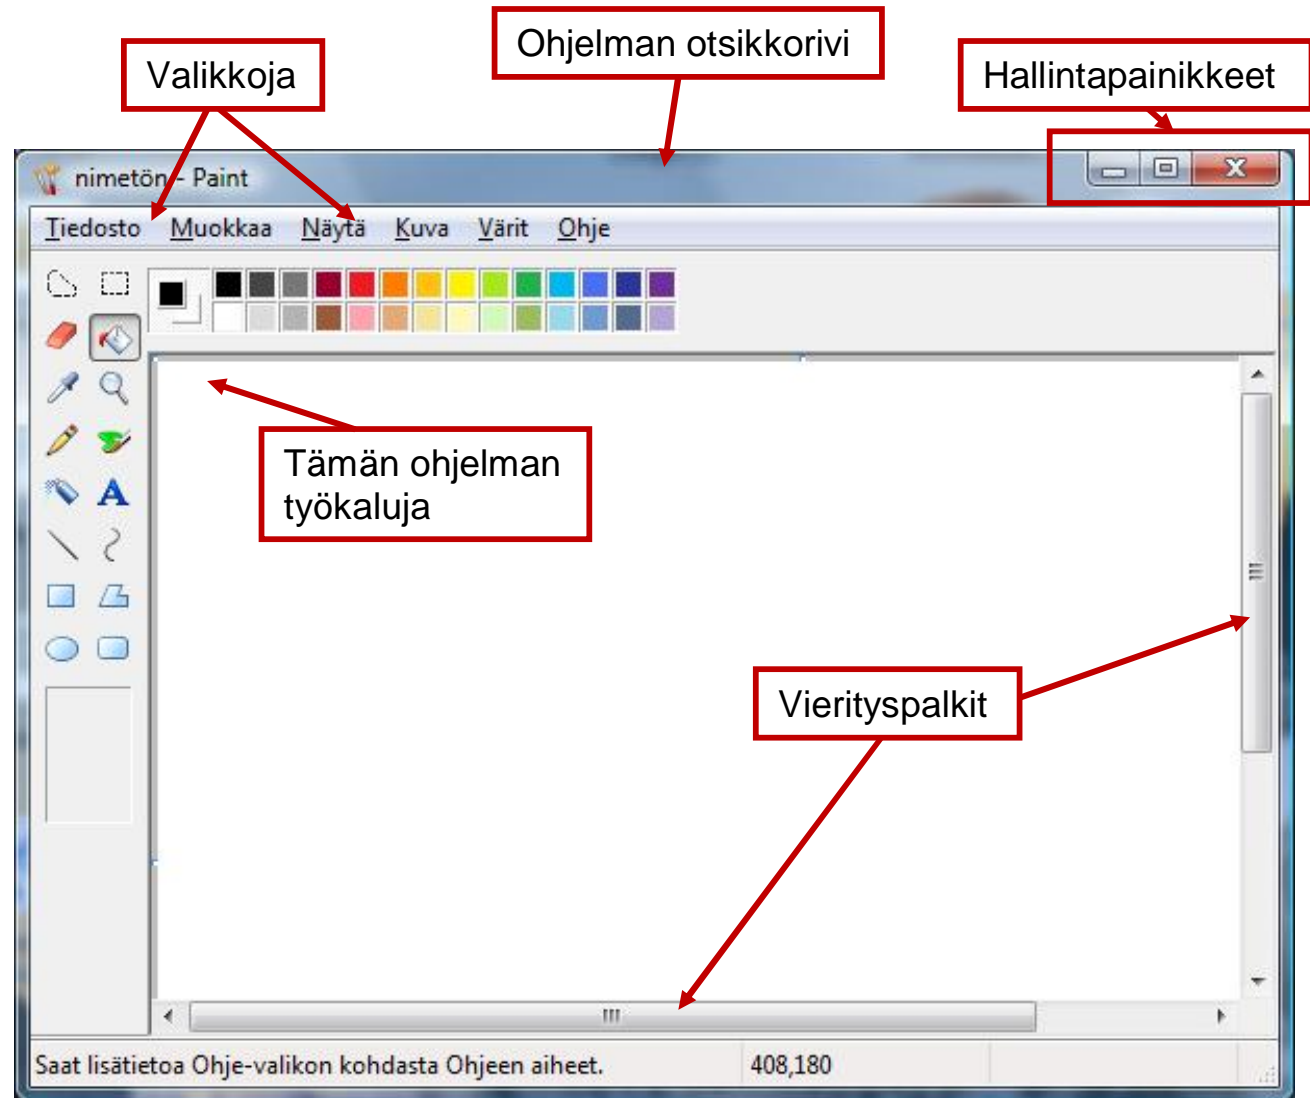 Ohjelman otsikkorivi
Valikkoja
Hallintapainikkeet
nimetön - Paint
Tiedosto Muokkaa Näytä Kuva Värit Ohje
A
Tämän ohjelman
työkaluja
Vierityspalkit
Saat lisätietoa Ohje-valikon kohdasta Ohjeen aiheet. 408,180